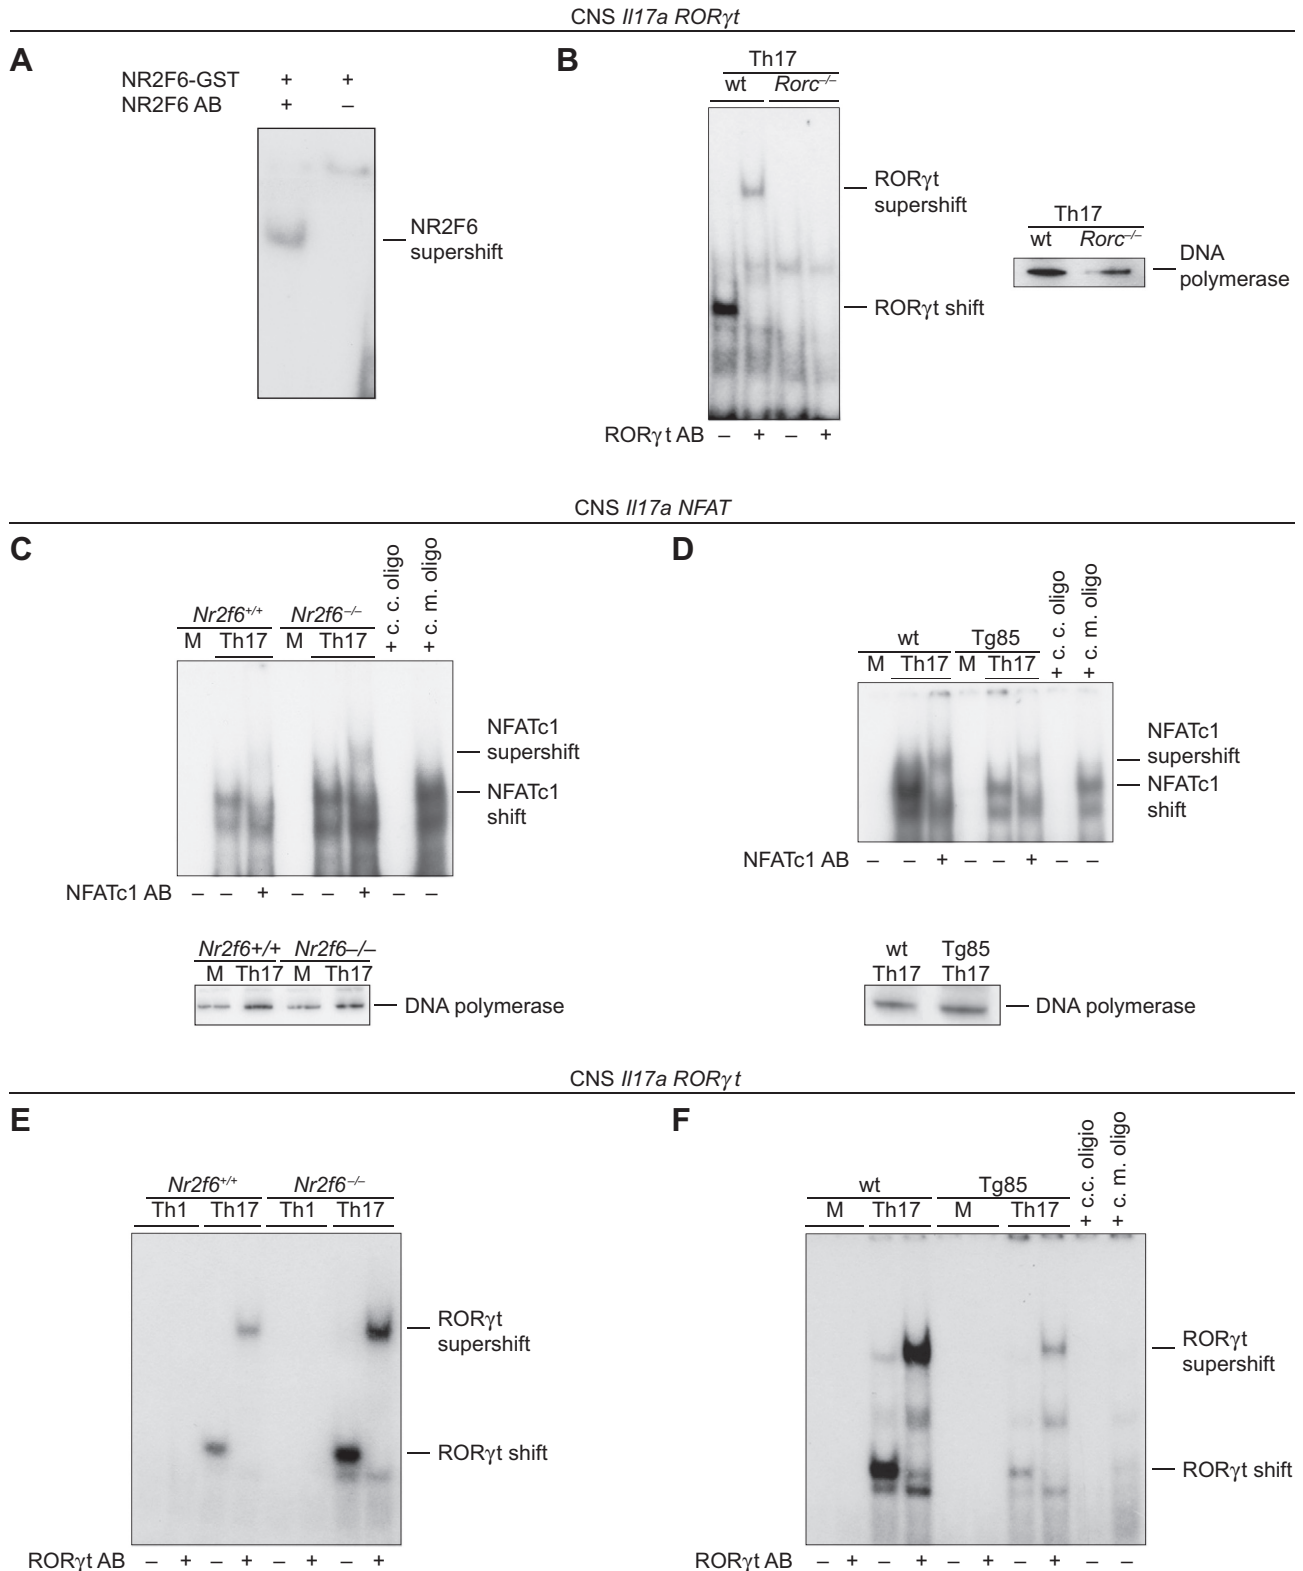 CNS Il17a RORγt
A
NR2F6-GST + +
NR2F6 AB + –
NR2F6
supershift
B
Th17
wt Rorc–/–
RORγt
supershift
RORγt shift
RORγt AB – + – +
Th17
wt Rorc–/–
DNA
polymerase
CNS Il17a NFAT
C
Nr2f6+/+ Nr2f6–/–
M Th17 M Th17
+ c. c. oligo
+ c. m. oligo
NFATc1
supershift
NFATc1
shift
NFATc1 AB – – + – – + – –
Nr2f6+/+ Nr2f6–/–
M Th17 M Th17
DNA polymerase
D
wt Tg85
M Th17 M Th17
+ c. c. oligo
+ c. m. oligo
NFATc1
supershift
NFATc1
shift
NFATc1 AB – – + – – + – –
wt Tg85
Th17 Th17
DNA polymerase
CNS Il17a RORγt
E
Nr2f6+/+ Nr2f6–/–
Th1 Th17 Th1 Th17
RORγt
supershift
RORγt shift
RORγt AB – + – + – + – +
F
wt Tg85
M Th17 M Th17
+ c.c. oligio
+ c. m. oligo
RORγt
supershift
RORγt shift
RORγt AB – + – + – + – + – –